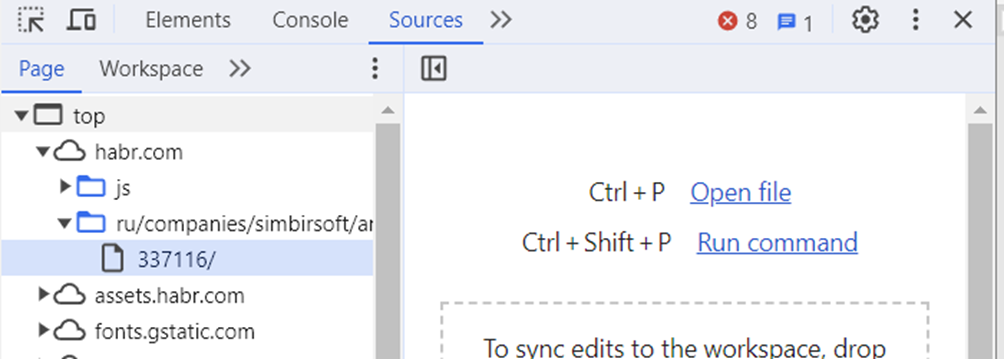 Elements Console Sources 8 1
Page Workspace
top
habr.com
js
ru/companies/simbirsoft/ar
337116/
assets.habr.com
fonts.gstatic.com
Ctrl + P Open file
Ctrl + Shift + P Run command
To sync edits to the workspace, drop